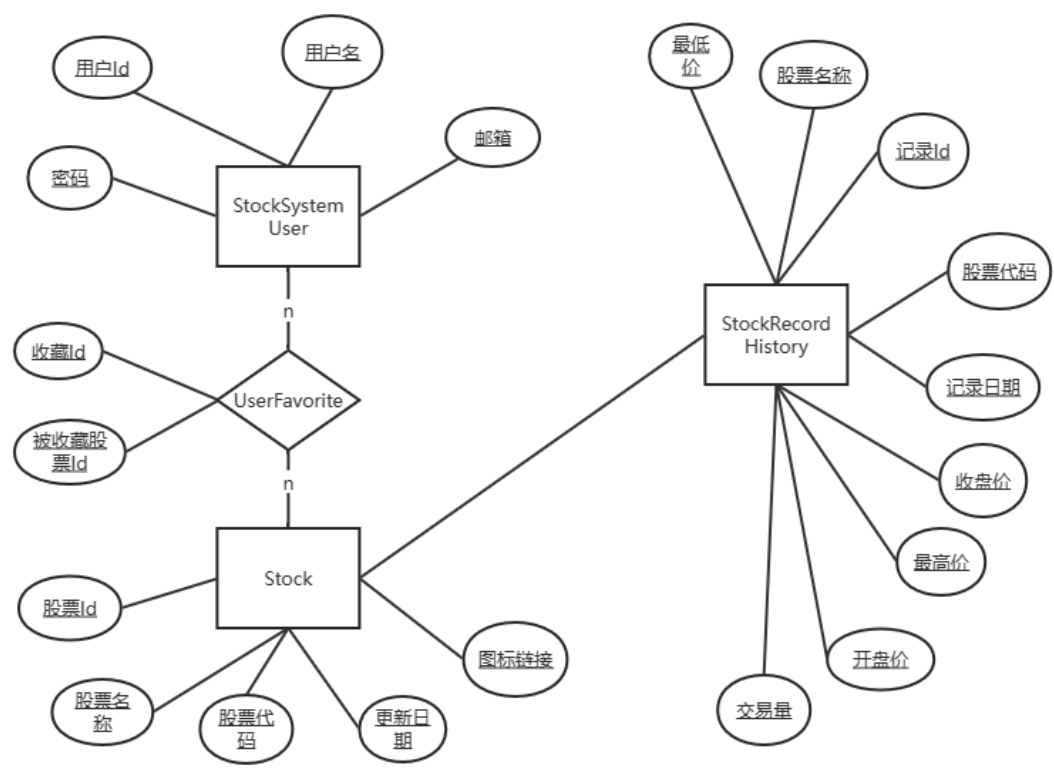 用户Id
用户名
邮箱
密码
StockSystem
User
n
收藏Id
UserFavorite
被收藏股
票Id
n
Stock
股票Id
股票名
称
股票代
码
更新日
期
图标链接
最低
价
股票名称
记录Id
股票代码
StockRecord
History
记录日期
收盘价
最高价
开盘价
交易量